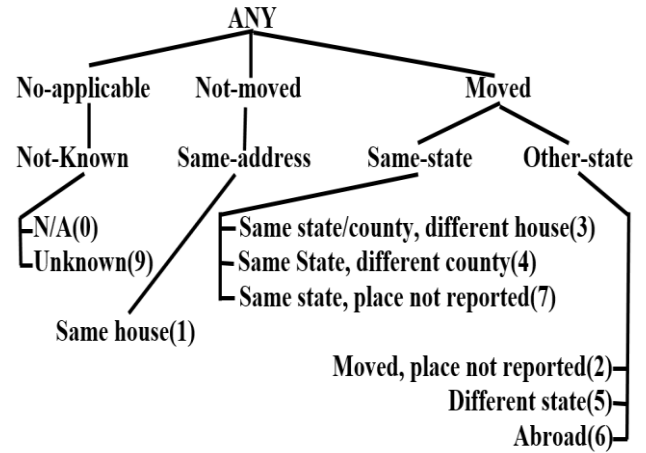 ANY
No-applicable Not-moved Moved
Not-Known Same-address Same-state Other-state
N/A(0)
Unknown(9)
Same state/county, different house(3)
Same State, different county(4)
Same state, place not reported(7)
Same house(1)
Moved, place not reported(2)
Different state(5)
Abroad(6)